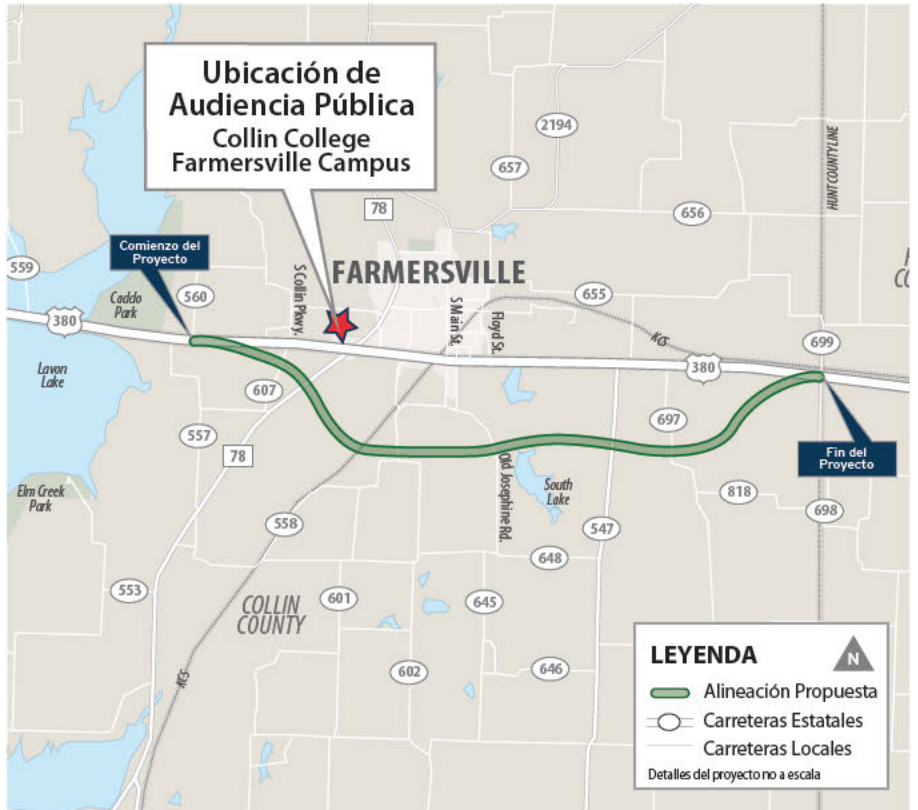 Ubicación de
Audiencia Pública
Collin College
Farmersville Campus
2194
657
78
656
HUNT COUNTY LINE
Comienzo del
Proyecto
559
560
Caddo
Park
S Collin Pkwy.
FARMERSVILLE
S Main St.
Floyd St.
655
KCS
699
380
380
Lavon
Lake
607
697
557
78
Fin del
Proyecto
Elm Creek
Park
Old Josephine Rd.
South
Lake
818
698
558
547
648
553
601
645
COLLIN
COUNTY
602
646
KCS
LEYENDA
N
Alineación Propuesta
Carreteras Estatales
Carreteras Locales
Detalles del proyecto no a escala